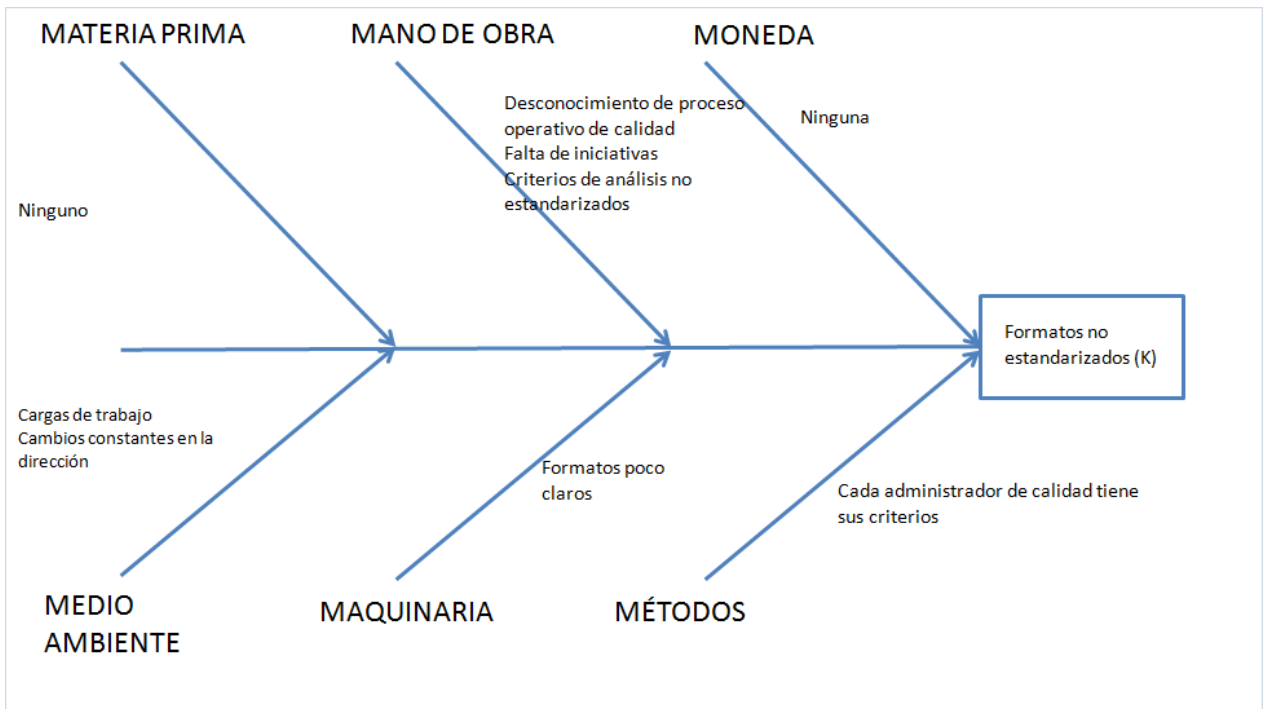 MATERIA PRIMA
MANO DE OBRA
MONEDA
Desconocimiento de proceso
operativo de calidad
Falta de iniciativas
Criterios de análisis no
estandarizados
Ninguna
Ninguno
Formatos no
estandarizados (K)
Cargas de trabajo
Cambios constantes en la
dirección
Formatos poco
claros
Cada administrador de calidad tiene
sus criterios
MEDIO
AMBIENTE
MAQUINARIA
MÉTODOS